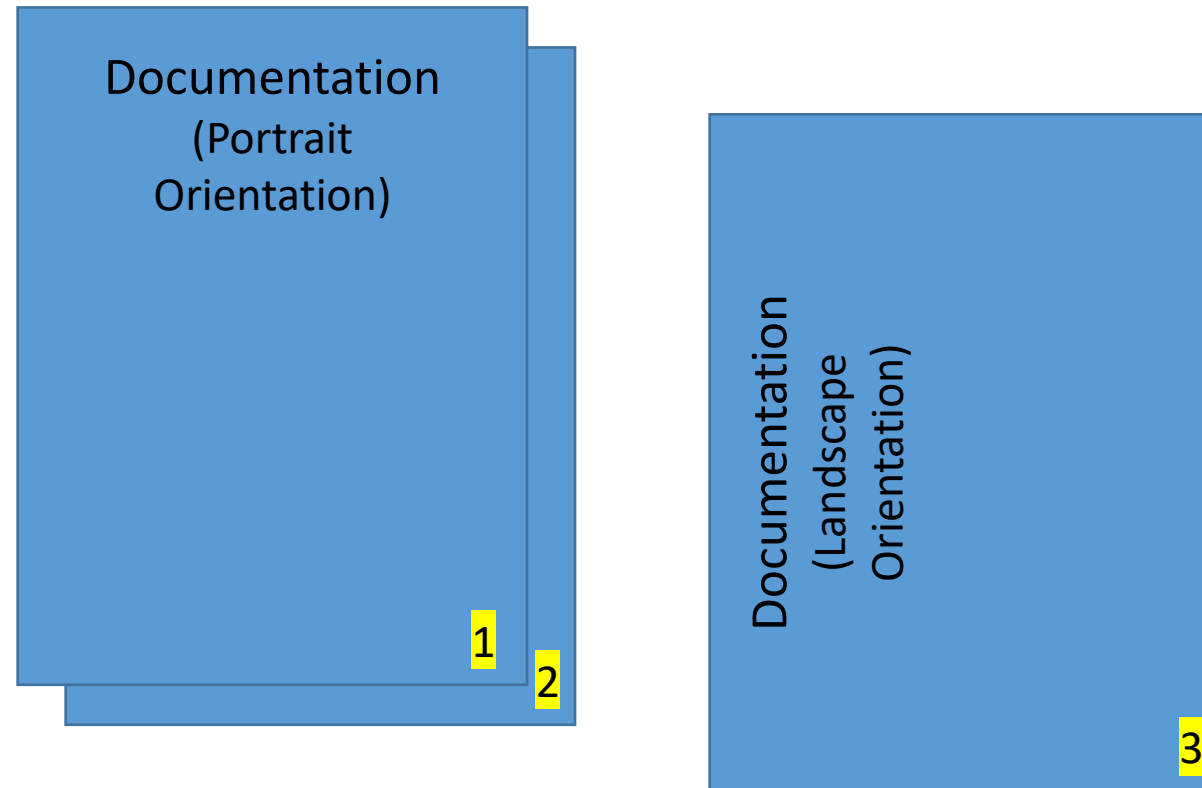 Documentation
(Portrait
Orientation)
1
2
Documentation
(Landscape
Orientation)
3